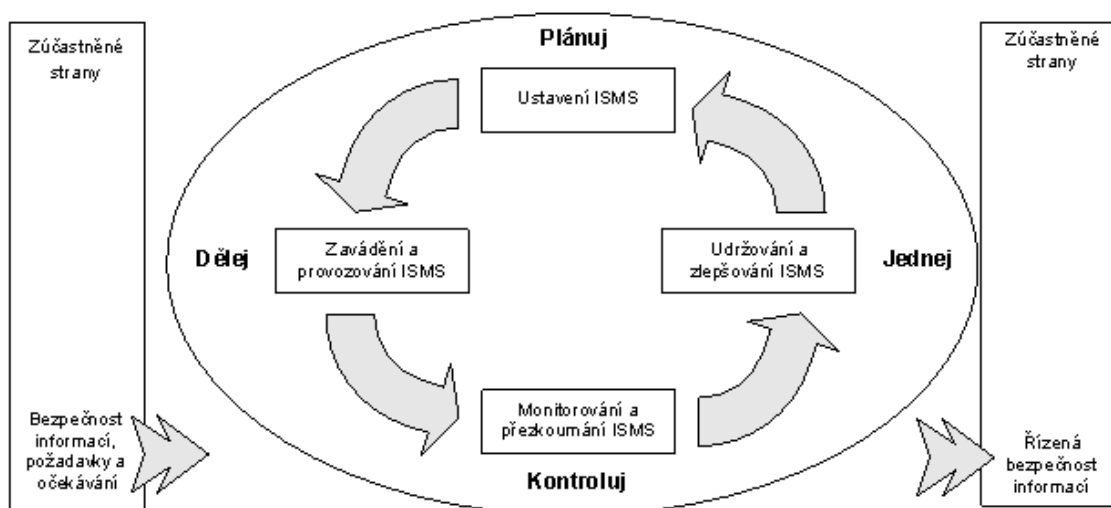 Zúčastněné
strany
Bezpečnost
informací,
požadavky a
očekávání
Plánuj
Ustavení ISMS
Dělej
Zavádění a
provozování ISMS
Udržování a
zlepšování ISMS
Jednej
Monitorování a
přezkoumání ISMS
Kontroluj
Zúčastněné
strany
Řízená
bezpečnost
informací